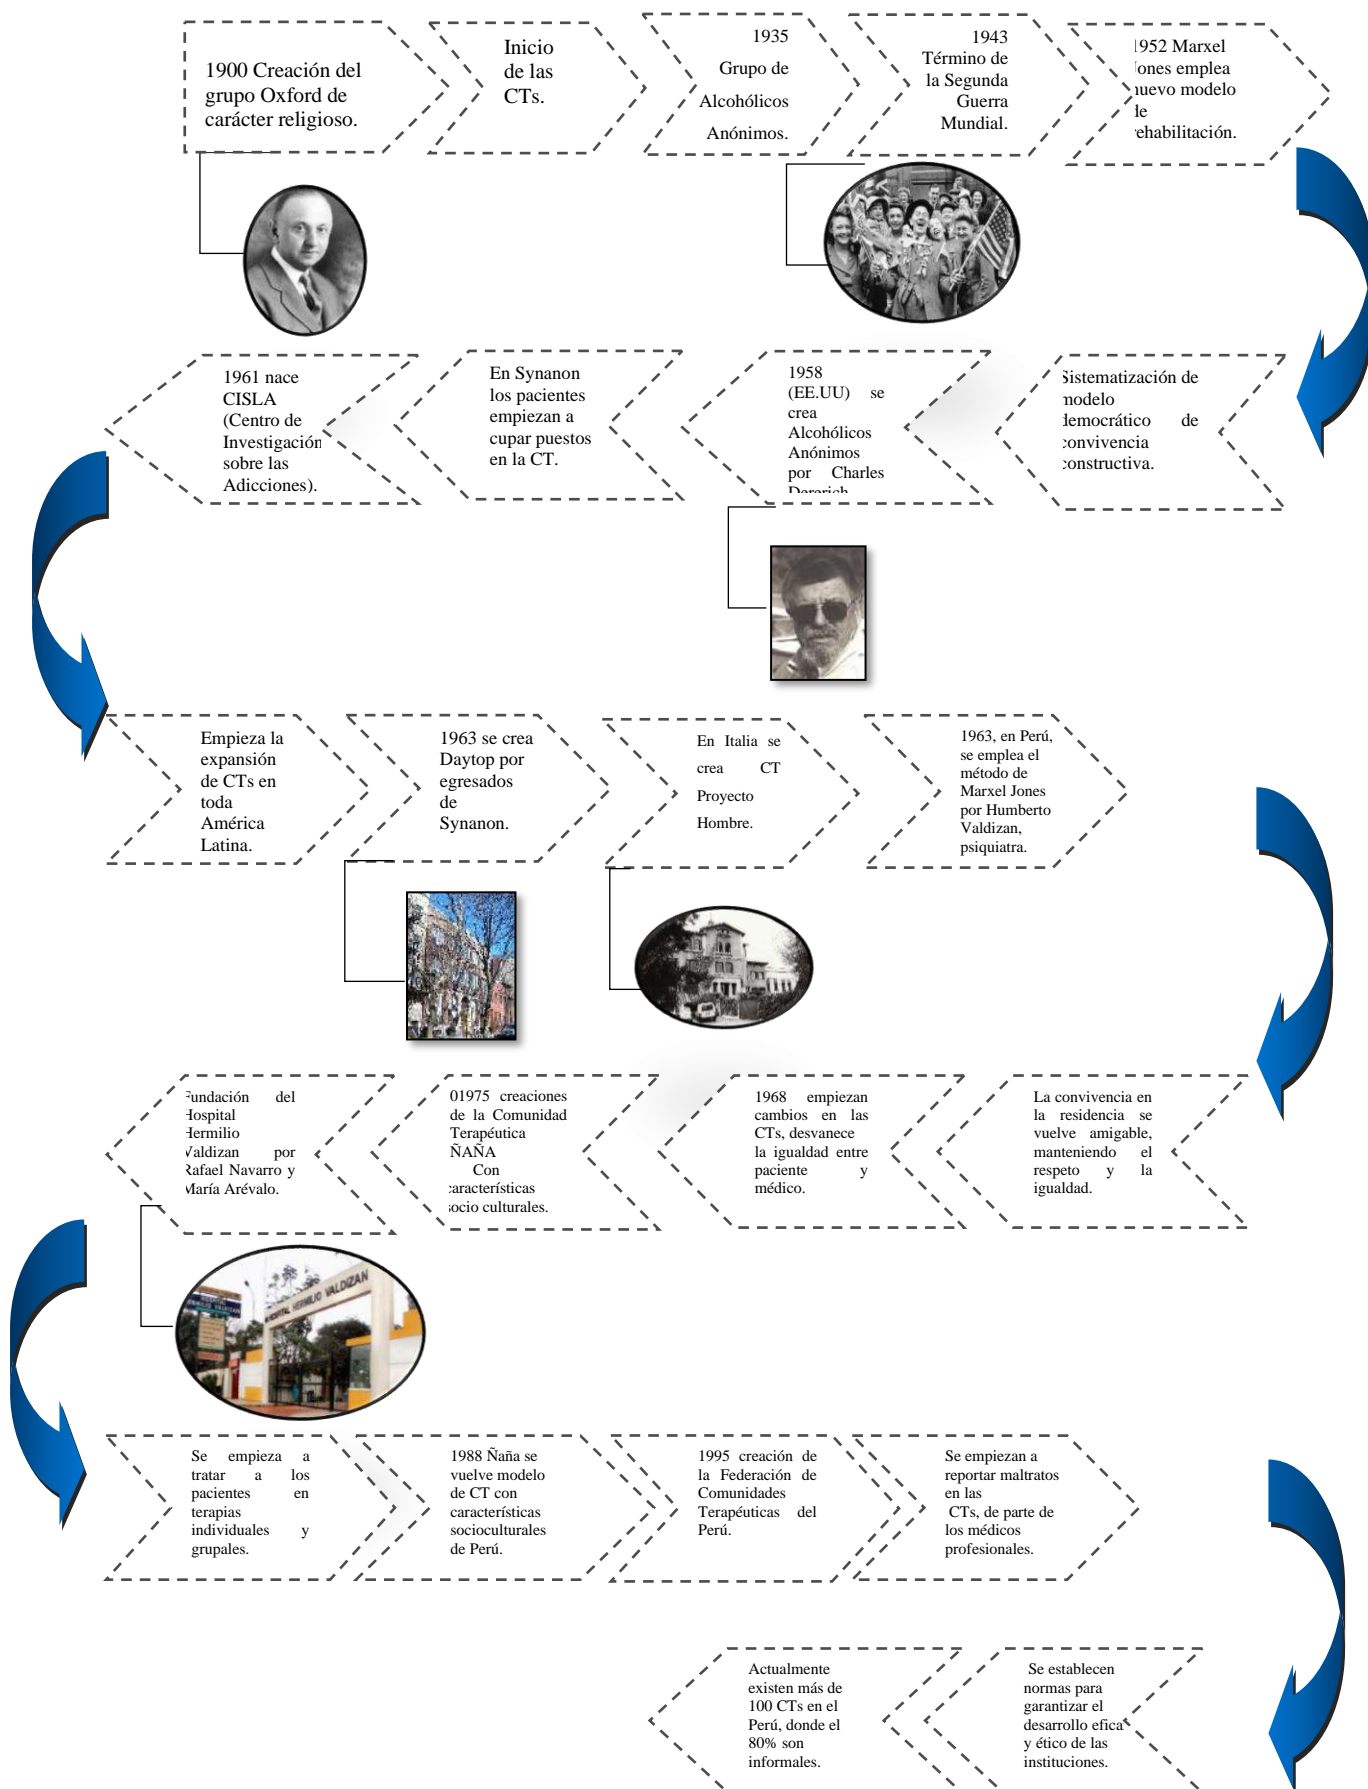 1900 Creación del
grupo Oxford de
carácter religioso.
Inicio
de las
CTs.
1935
Grupo de
Alcohólicos
Anónimos.
1943
Término de
la Segunda
Guerra
Mundial.
1952 Marxel
Jones emplea
nuevo modelo
de
rehabilitación.
Sistematización de
modelo
democrático de
convivencia
constructiva.
1958
(EE.UU) se
crea
Alcohólicos
Anónimos
por Charles
En Synanon
los pacientes
empiezan a
cupar puestos
en la CT.
1961 nace
CISLA
(Centro de
Investigación
sobre las
Adicciones).
Empieza la
expansión
de CTs en
toda
América
Latina.
1963 se crea
Daytop por
egresados
de
Synanon.
En Italia se
crea CT
Proyecto
Hombre.
1963, en Perú,
se emplea el
método de
Marxel Jones
por Humberto
Valdizan,
psiquiatra.
La convivencia en
la residencia se
vuelve amigable,
manteniendo el
respeto y la
igualdad.
1968 empiezan
cambios en las
CTs, desvanece
la igualdad entre
paciente y
médico.
01975 creaciones
de la Comunidad
Terapéutica
ÑAÑA
Con
características
socio culturales.
Fundación del
Hospital
Hermilio
Valdizan por
Rafael Navarro y
María Arévalo.
HOSPITAL HERMILIO VALDIZAN
Se empieza a
tratar a los
pacientes en
terapias
individuales y
grupales.
1988 Ñaña se
vuelve modelo
de CT con
características
socioculturales
de Perú.
1995 creación de
la Federación de
Comunidades
Terapéuticas del
Perú.
Se empiezan a
reportar maltratos
en las
CTs, de parte de
los médicos
profesionales.
Se establecen
normas para
garantizar el
desarrollo efica
y ético de las
instituciones.
Actualmente
existen más de
100 CTs en el
Perú, donde el
80% son
informales.